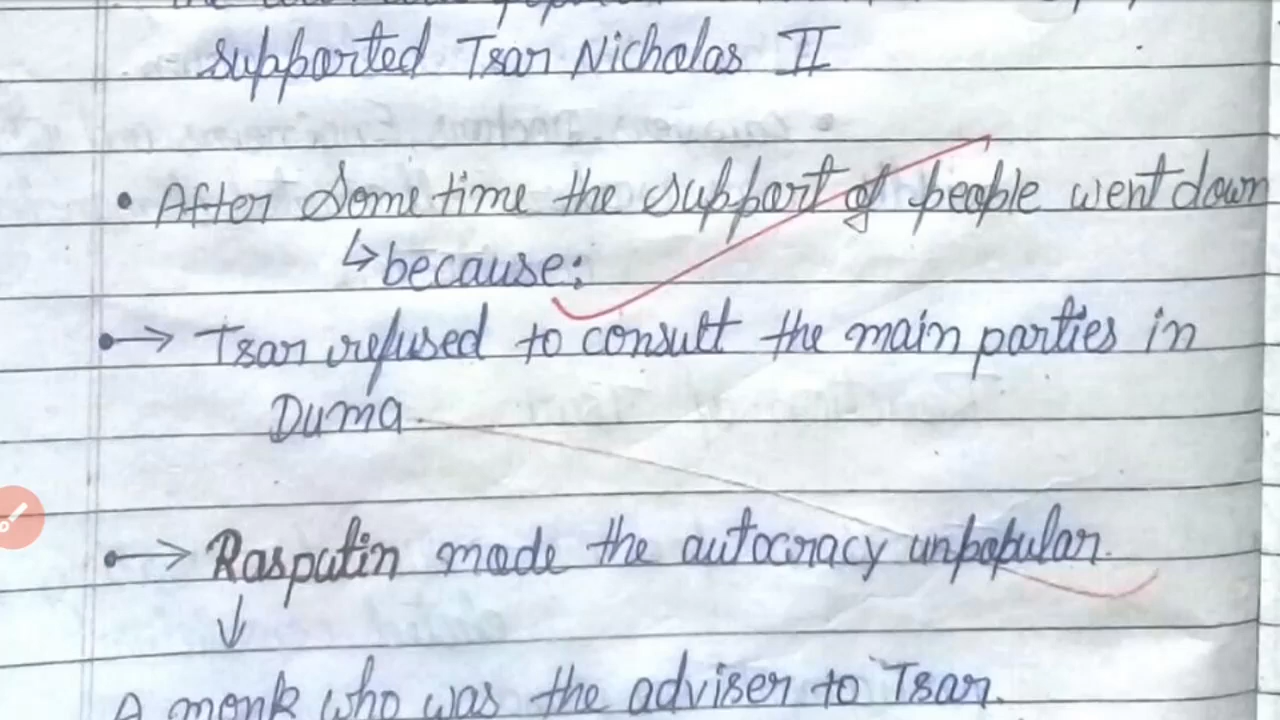 supported Tsar Nicholas II
• After Some time the support of people went down
↳ because:
•→ Tsar refused to consult the main parties in
Duma
•→ Rasputin made the autocracy unpopular.
↓
A monk who was the adviser to Tsar.